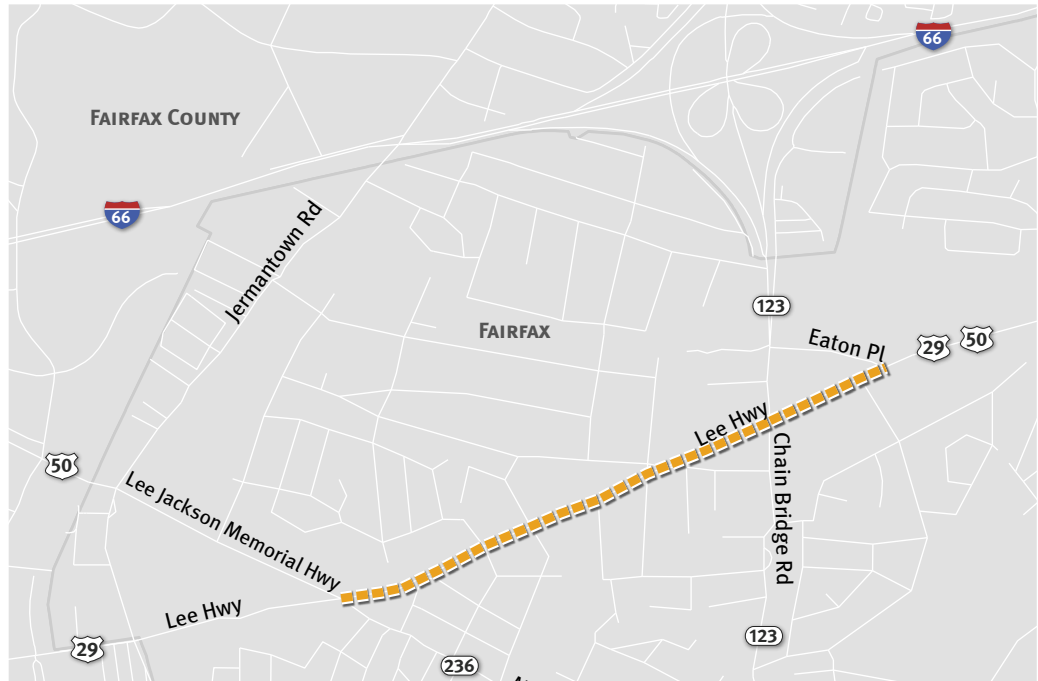 66
FAIRFAX COUNTY
66
Jermantown Rd
123
FAIRFAX
Eaton Pl
29
50
Lee Hwy
50
Chain Bridge Rd
Lee Jackson Memorial Hwy
Lee Hwy
29
123
236